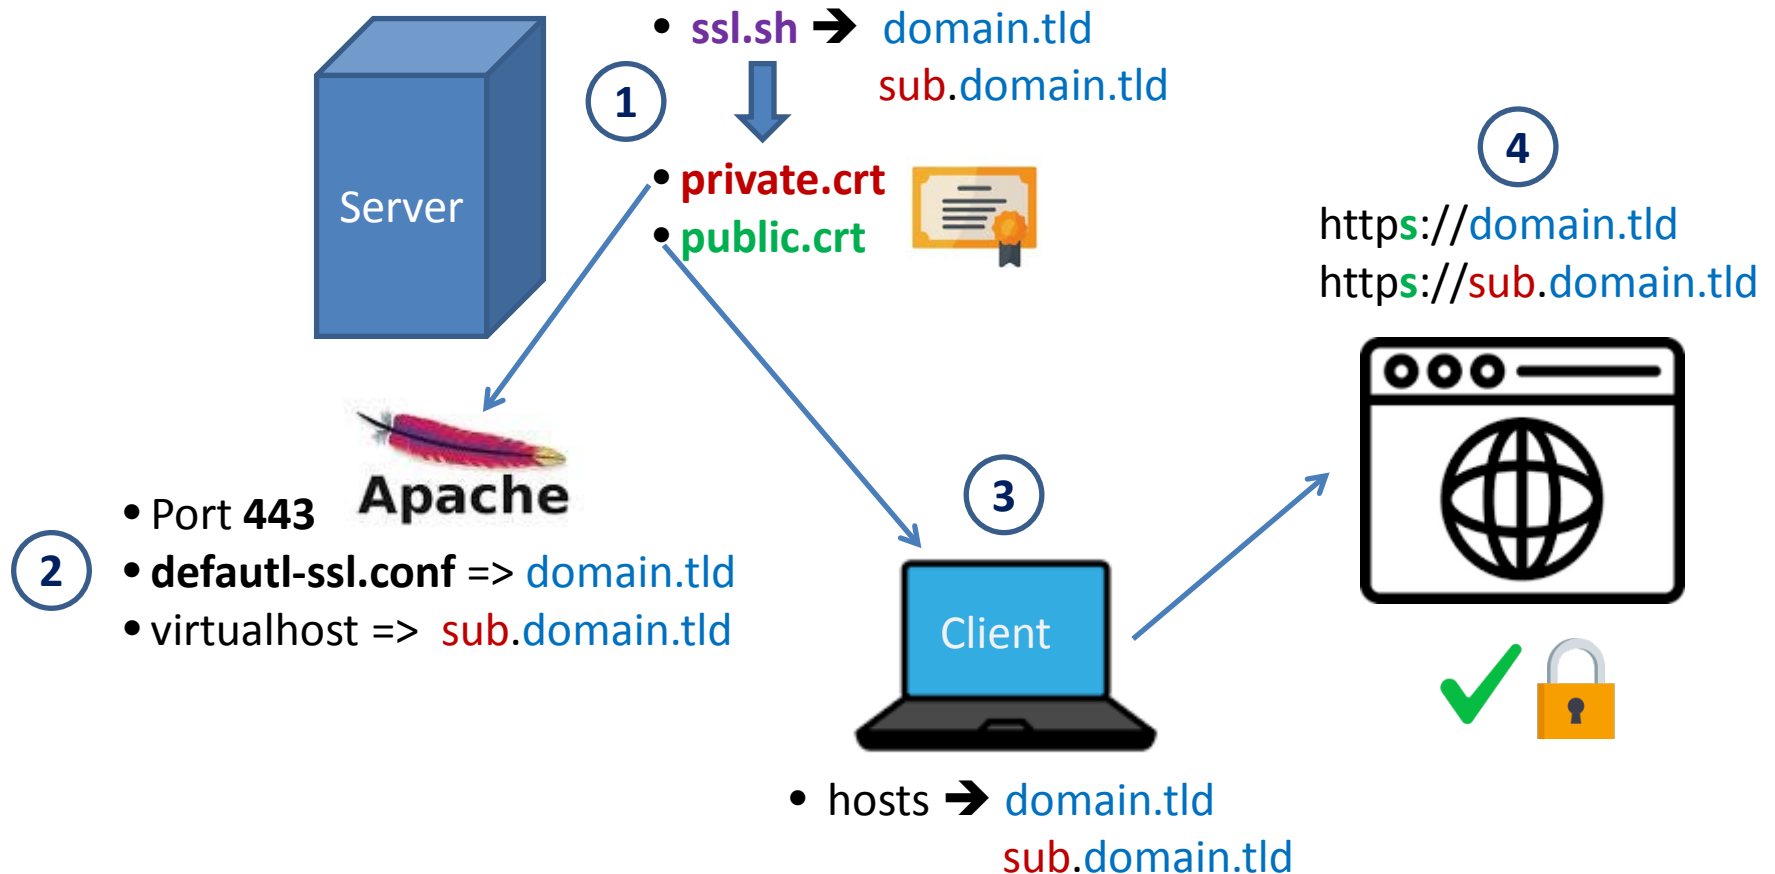 • ssl.sh ➔ domain.tld
sub.domain.tld
1
Server
• private.crt
• public.crt
4
https://domain.tld
https://sub.domain.tld
Apache
2
• Port 443
• defautl-ssl.conf => domain.tld
• virtualhost => sub.domain.tld
3
Client
• hosts ➔ domain.tld
sub.domain.tld